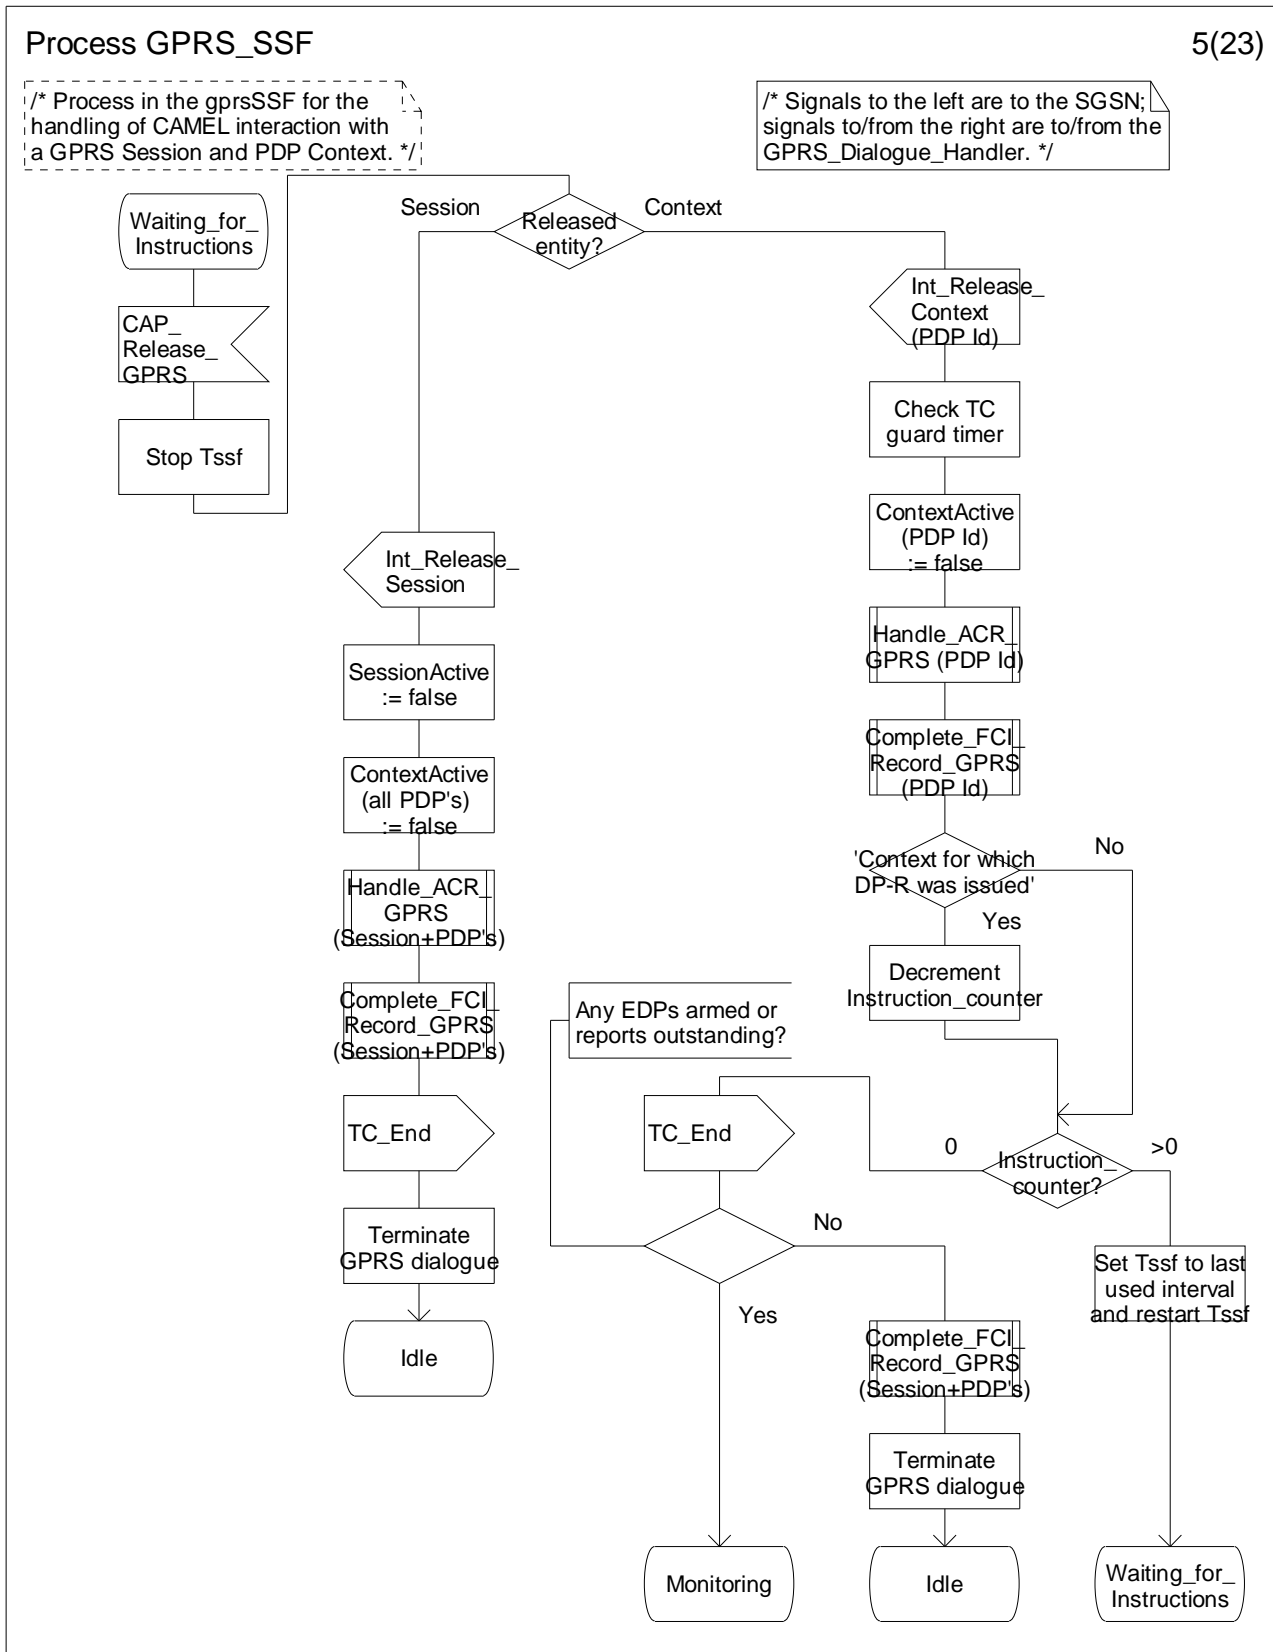 Process GPRS_SSF
5(23)
/* Process in the gprsSSF for the
handling of CAMEL interaction with
a GPRS Session and PDP Context. */
/* Signals to the left are to the SGSN;
signals to/from the right are to/from the
GPRS_Dialogue_Handler. */
Waiting_for_
Instructions
CAP_
Release_
GPRS
Stop Tssf
Released
entity?
Session
Context
Int_Release_
Session
SessionActive
:= false
ContextActive
(all PDP's)
:= false
Handle_ACR_
GPRS
(Session+PDP's)
Complete_FCI_
Record_GPRS
(Session+PDP's)
TC_End
Terminate
GPRS dialogue
Idle
Int_Release_
Context
(PDP Id)
Check TC
guard timer
ContextActive
(PDP Id)
:= false
Handle_ACR_
GPRS (PDP Id)
Complete_FCI_
Record_GPRS
(PDP Id)
'Context for which
DP-R was issued'
No
Yes
Decrement
Instruction_counter
Instruction_
counter?
0
>0
TC_End
Any EDPs armed or
reports outstanding?
No
Yes
Set Tssf to last
used interval
and restart Tssf
Complete_FCI_
Record_GPRS
(Session+PDP's)
Terminate
GPRS dialogue
Monitoring
Idle
Waiting_for_
Instructions